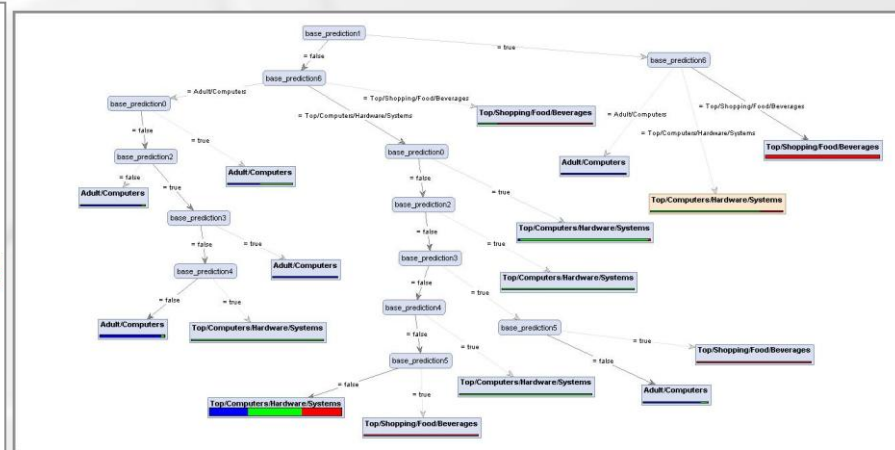 base_prediction1
= false
= true
base_prediction6
base_prediction6
= Adult/Computers
= Top/Shopping/Food/Beverages
= Top/Computers/Hardware/Systems
= Adult/Computers
= Top/Shopping/Food/Beverages
= Top/Computers/Hardware/Systems
base_prediction0
Top/Shopping/Food/Beverages
= false
= true
base_prediction0
Top/Shopping/Food/Beverages
base_prediction2
Adult/Computers
Adult/Computers
= false
= true
= false
= true
Adult/Computers
base_prediction2
Top/Computers/Hardware/Systems
base_prediction3
Top/Computers/Hardware/Systems
= false
= true
= false
= true
base_prediction3
base_prediction4
Adult/Computers
Top/Computers/Hardware/Systems
= false
= true
= false
= true
base_prediction4
Adult/Computers
Top/Computers/Hardware/Systems
base_prediction5
= false
= true
= false
= true
base_prediction5
Top/Shopping/Food/Beverages
Top/Computers/Hardware/Systems
Adult/Computers
= false
= true
Top/Computers/Hardware/Systems
Top/Shopping/Food/Beverages